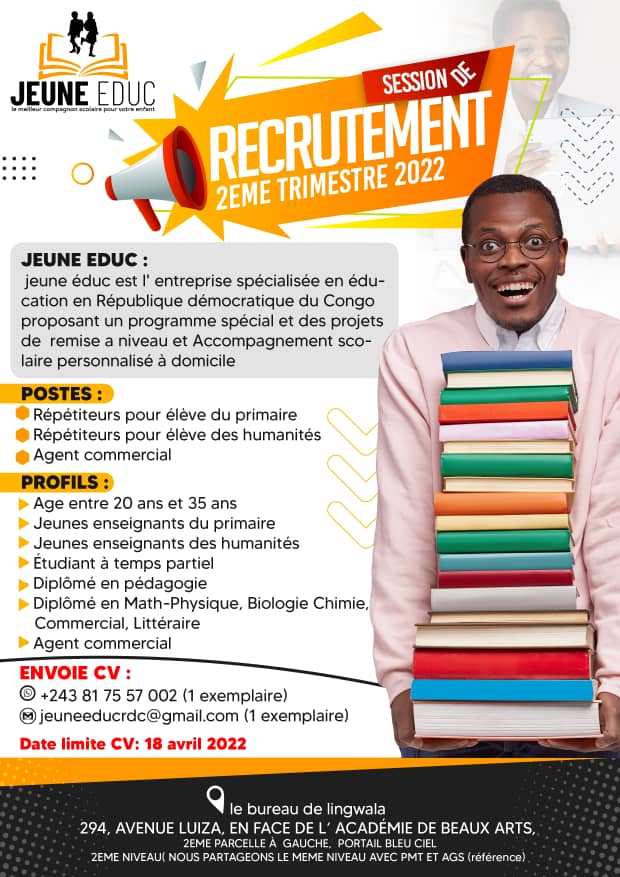 JEUNE EDUC
le meilleur compagnon scolaire pour votre enfant
SESSION DE
RECRUTEMENT
2EME TRIMESTRE 2022
JEUNE EDUC :
jeune éduc est l' entreprise spécialisée en édu-
cation en République démocratique du Congo
proposant un programme spécial et des projets
de remise a niveau et Accompagnement sco-
laire personnalisé à domicile
POSTES :
Répétiteurs pour élève du primaire
Répétiteurs pour élève des humanités
Agent commercial
PROFILS :
Age entre 20 ans et 35 ans
Jeunes enseignants du primaire
Jeunes enseignants des humanités
Étudiant à temps partiel
Diplômé en pédagogie
Diplômé en Math-Physique, Biologie Chimie,
Commercial, Littéraire
Agent commercial
ENVOIE CV :
+243 81 75 57 002 (1 exemplaire)
jeuneeducrdc@gmail.com (1 exemplaire)
Date limite CV: 18 avril 2022
le bureau de lingwala
294, AVENUE LUIZA, EN FACE DE L' ACADÉMIE DE BEAUX ARTS,
2EME PARCELLE À GAUCHE, PORTAIL BLEU CIEL
2EME NIVEAU( NOUS PARTAGEONS LE MEME NIVEAU AVEC PMT ET AGS (référence)